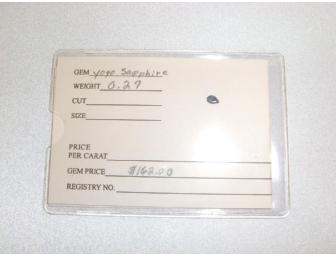 GEM yogo Sapphire
WEIGHT 0.27
CUT
SIZE
PRICE
PER CARAT
GEM PRICE $162.00
REGISTRY NO.